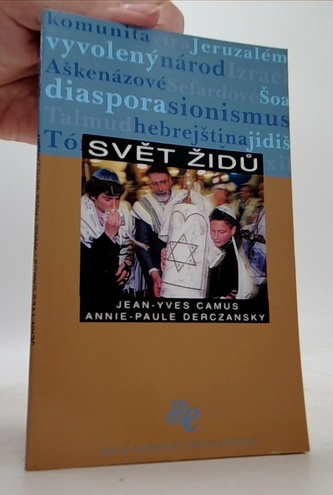 komunita víra Jeruzalém
vyvolený národ Izrael
Aškenázové Sefardové Šoa
diaspora sionismus
Talmud hebrejština jidiš
SVĚT ŽIDŮ
JEAN-YVES CAMUS
ANNIE-PAULE DERCZANSKY